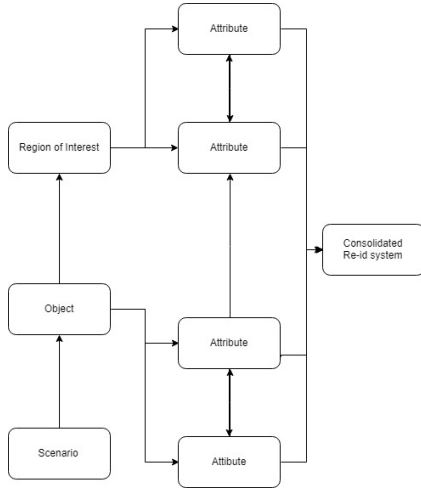 Attribute
Region of Interest
Attribute
Consolidated
Re-id system
Object
Attribute
Scenario
Attibute